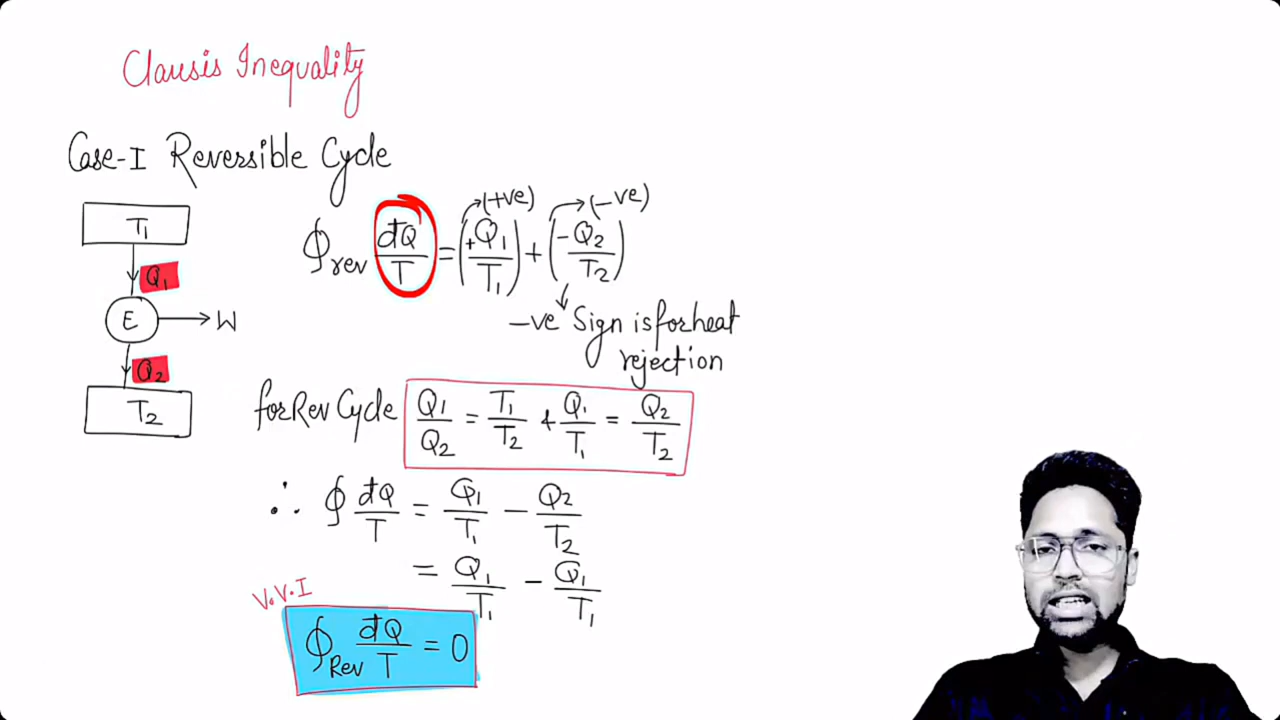 Clausis Inequality
Case-I Reversible Cycle
T₁
Q₁
E → W
Q₂
T₂
∮rev đQ/T = (+Q₁/T₁) + (-Q₂/T₂)
→(+ve)
→(-ve)
-ve Sign is for heat
rejection
for Rev Cycle Q₁/Q₂ = T₁/T₂ & Q₁/T₁ = Q₂/T₂
∴ ∮ đQ/T = Q₁/T₁ - Q₂/T₂
= Q₁/T₁ - Q₁/T₁
V.V.I
∮Rev đQ/T = 0